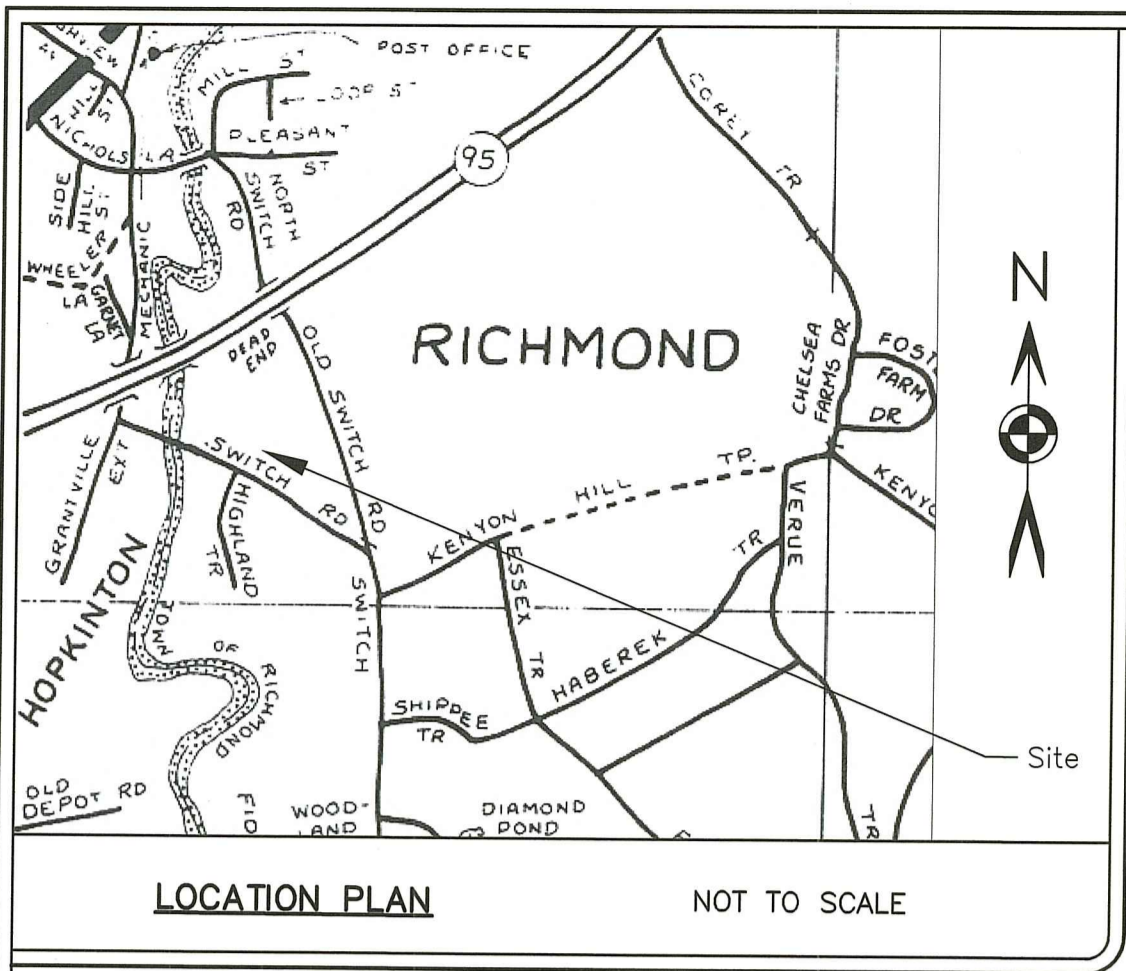 POST OFFICE
MILL ST
LOOP ST
PLEASANT
ST
HILL
ST
NICHOLS LA
SIDE
HILL
ST
NORTH
SWITCH
RD
WHEELER
LA
GARNET
LA
MECHANIC
95
COREY TR
DEAD
END
OLD SWITCH RD
RICHMOND
CHELSEA
FARMS DR
FOST
FARM
DR
N
GRANTVILLE
EXT
SWITCH RD
HIGHLAND
TR
KENYON HILL TP.
VERUE
KENYO
HOPKINTON
TOWN OF RICHMOND
SWITCH
ESSEX TR
HABEREK TR
SHIPPEE
TR
Site
OLD
DEPOT RD
WOOD-
LAND
DIAMOND
POND
TR
LOCATION PLAN
NOT TO SCALE